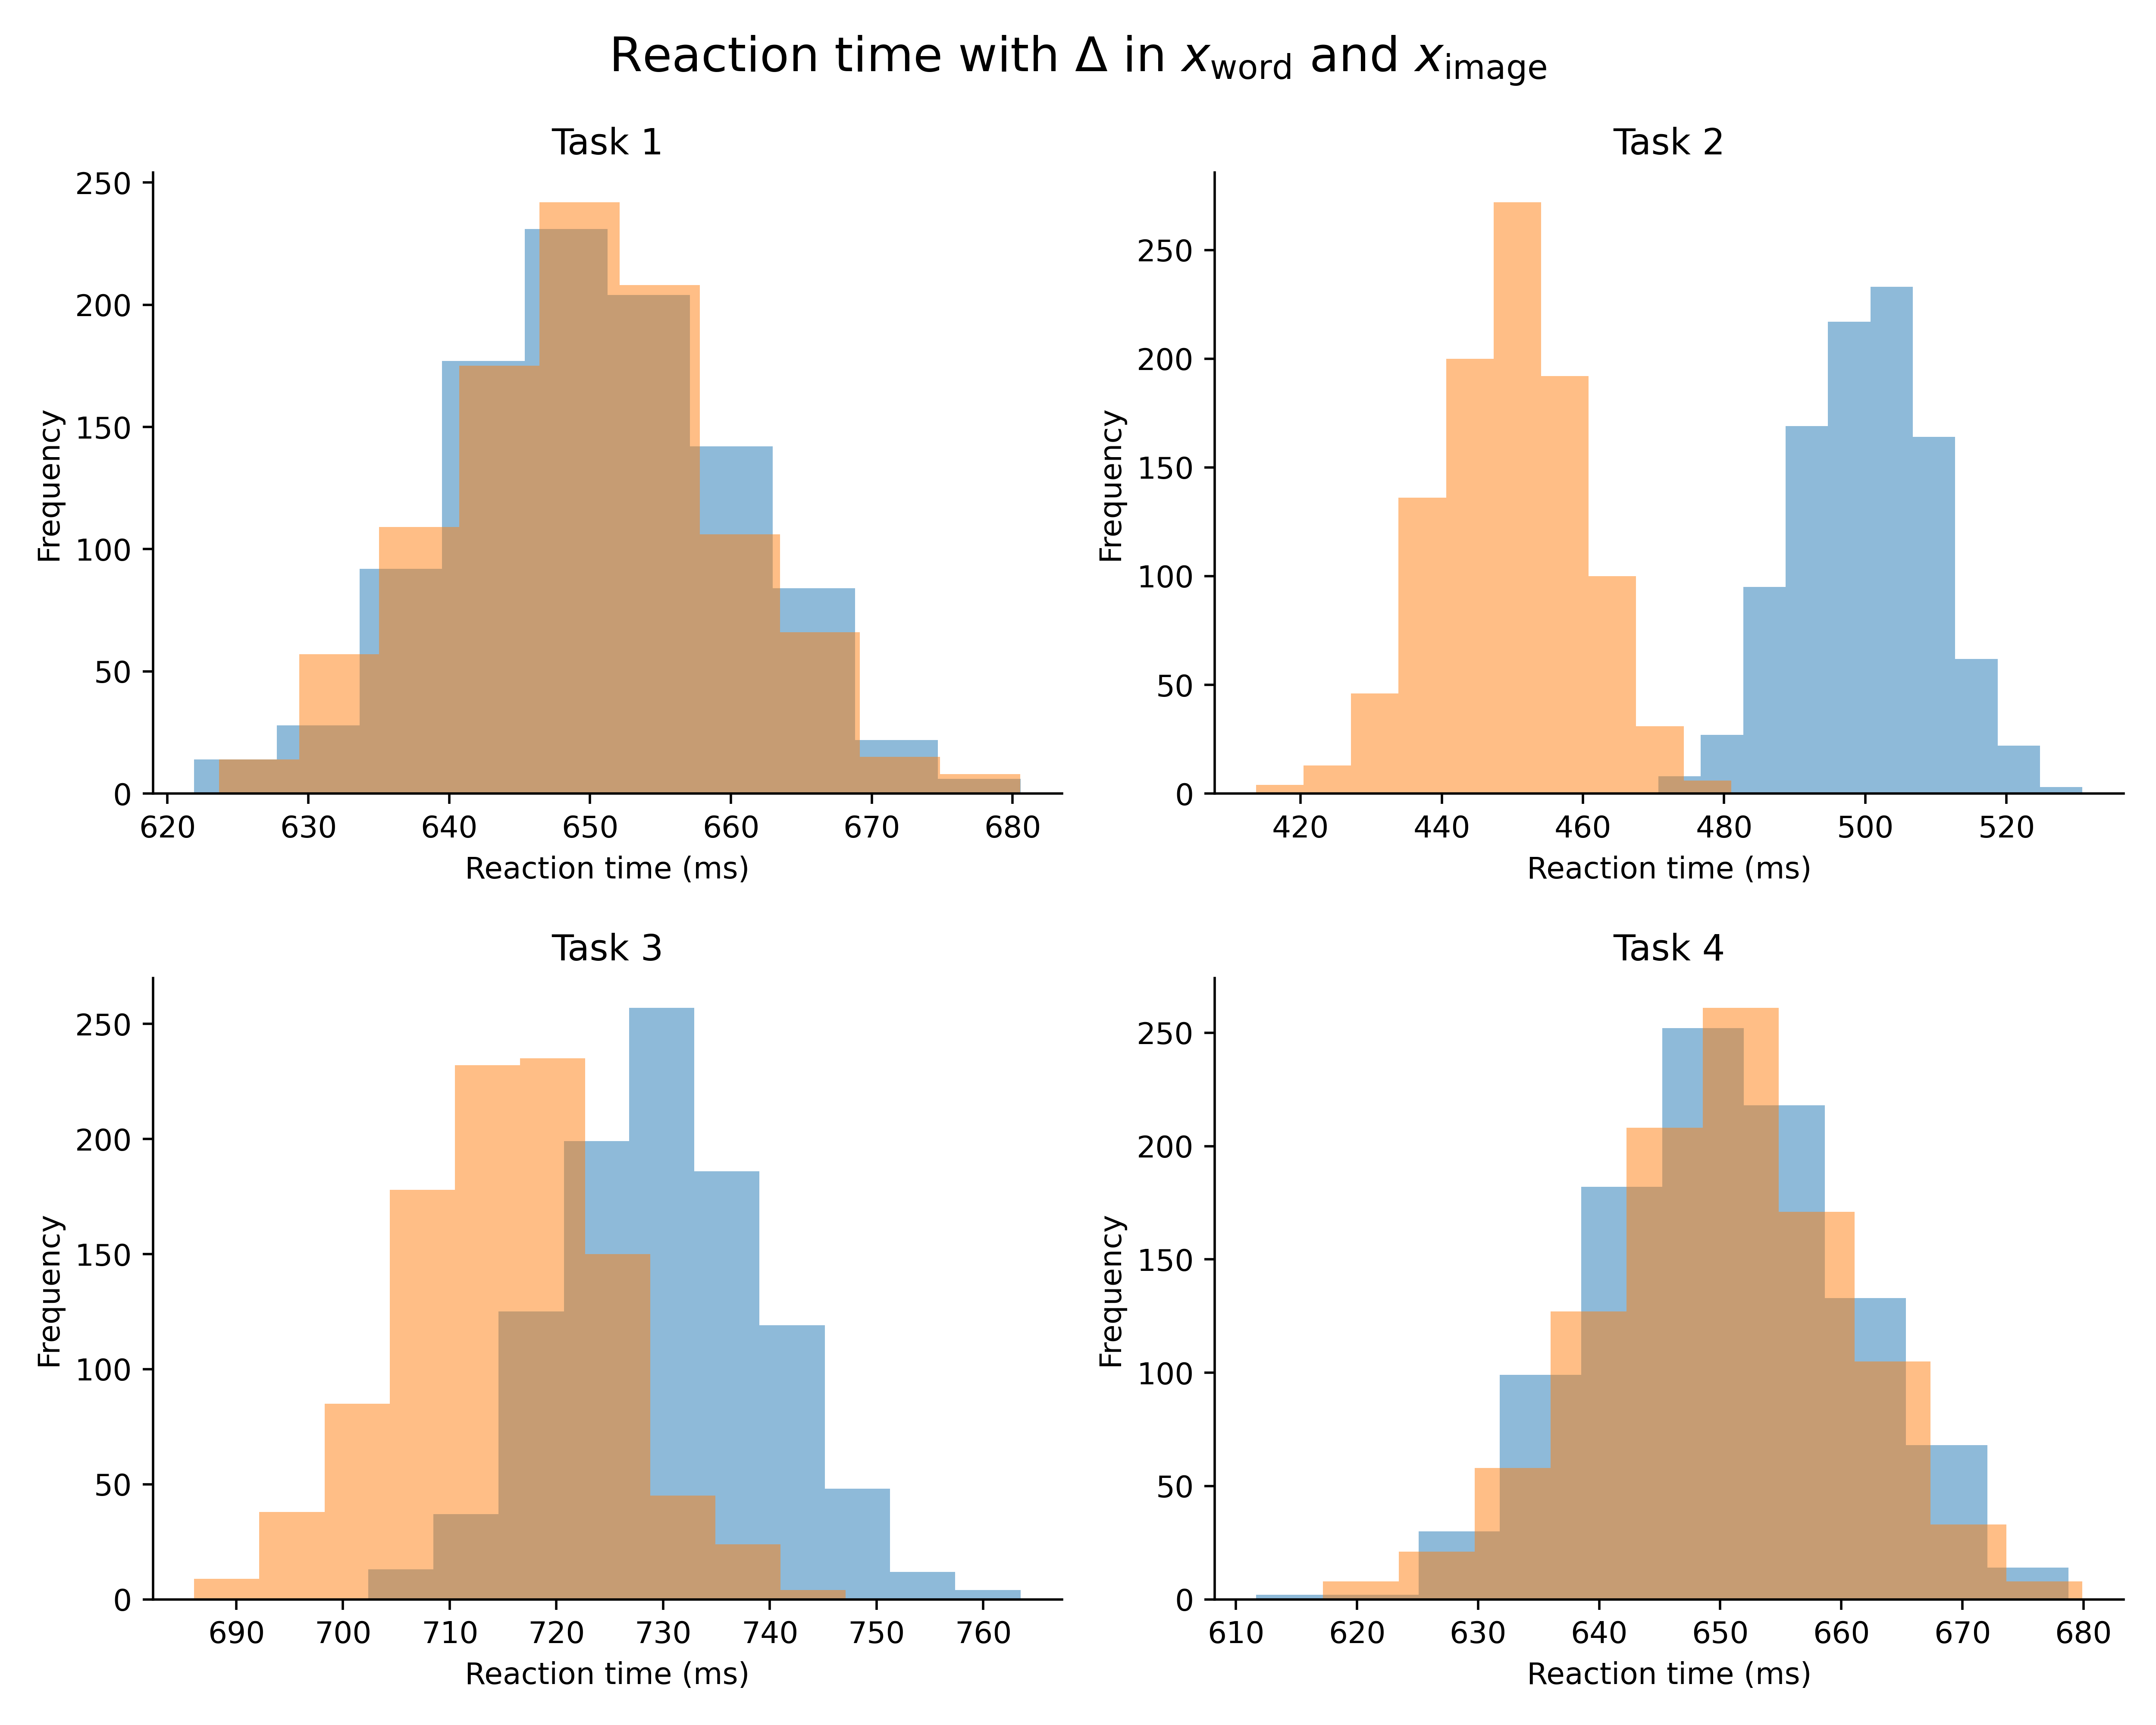 Reaction time with Δ in x_word and x_image
Task 1
250
200
150
100
50
0
Frequency
620 630 640 650 660 670 680
Reaction time (ms)
Task 2
250
200
150
100
50
0
Frequency
420 440 460 480 500 520
Reaction time (ms)
Task 3
250
200
150
100
50
0
Frequency
690 700 710 720 730 740 750 760
Reaction time (ms)
Task 4
250
200
150
100
50
0
Frequency
610 620 630 640 650 660 670 680
Reaction time (ms)